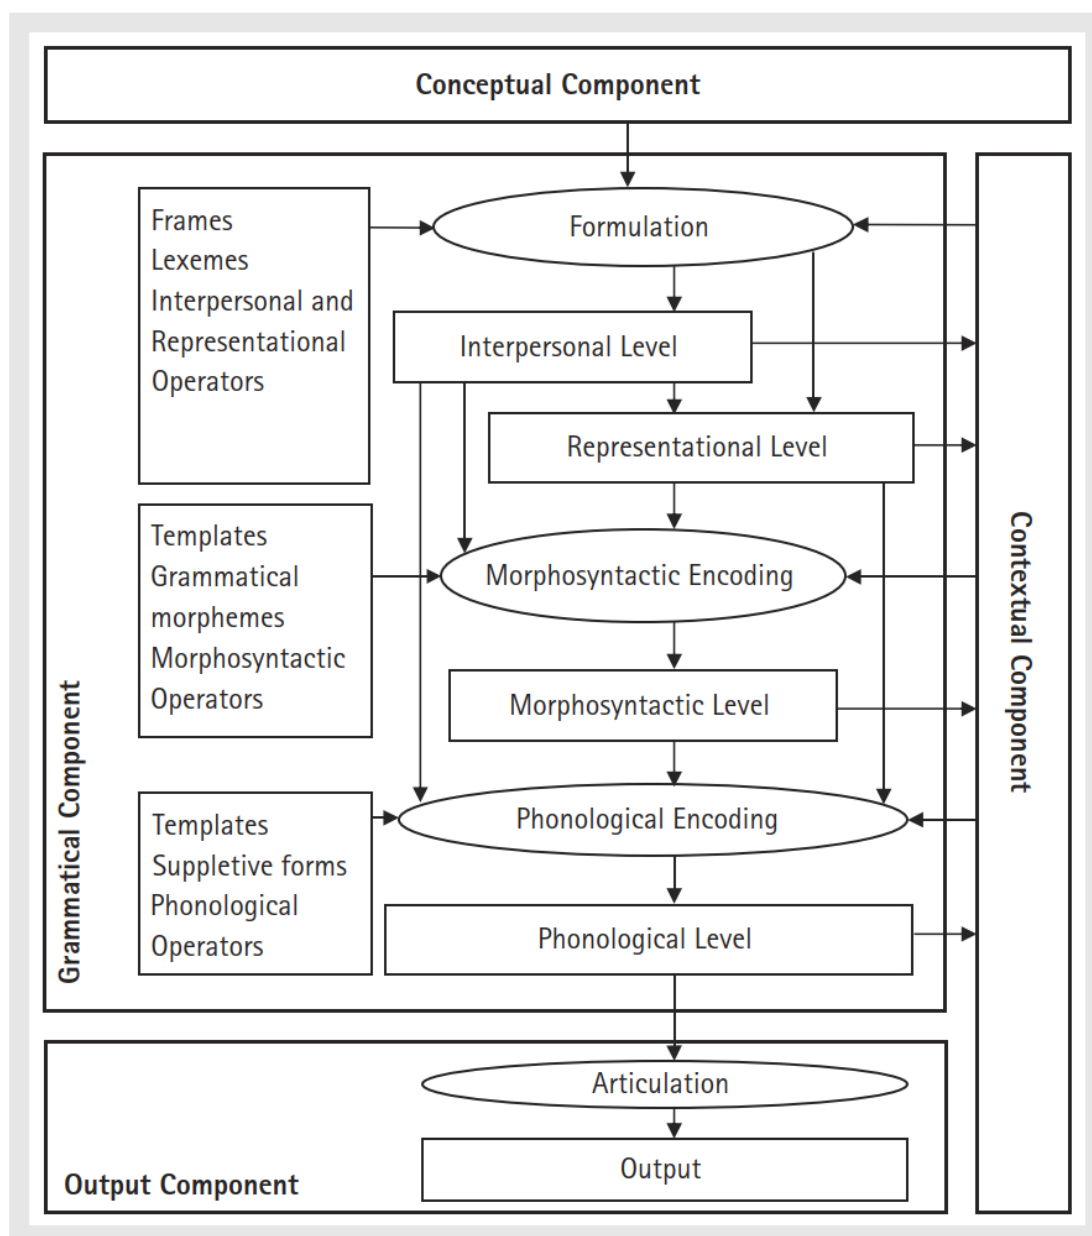 Conceptual Component
Frames
Lexemes
Interpersonal and
Representational
Operators
Formulation
Interpersonal Level
Representational Level
Templates
Grammatical
morphemes
Morphosyntactic
Operators
Morphosyntactic Encoding
Morphosyntactic Level
Templates
Suppletive forms
Phonological
Operators
Phonological Encoding
Phonological Level
Grammatical Component
Contextual Component
Articulation
Output
Output Component